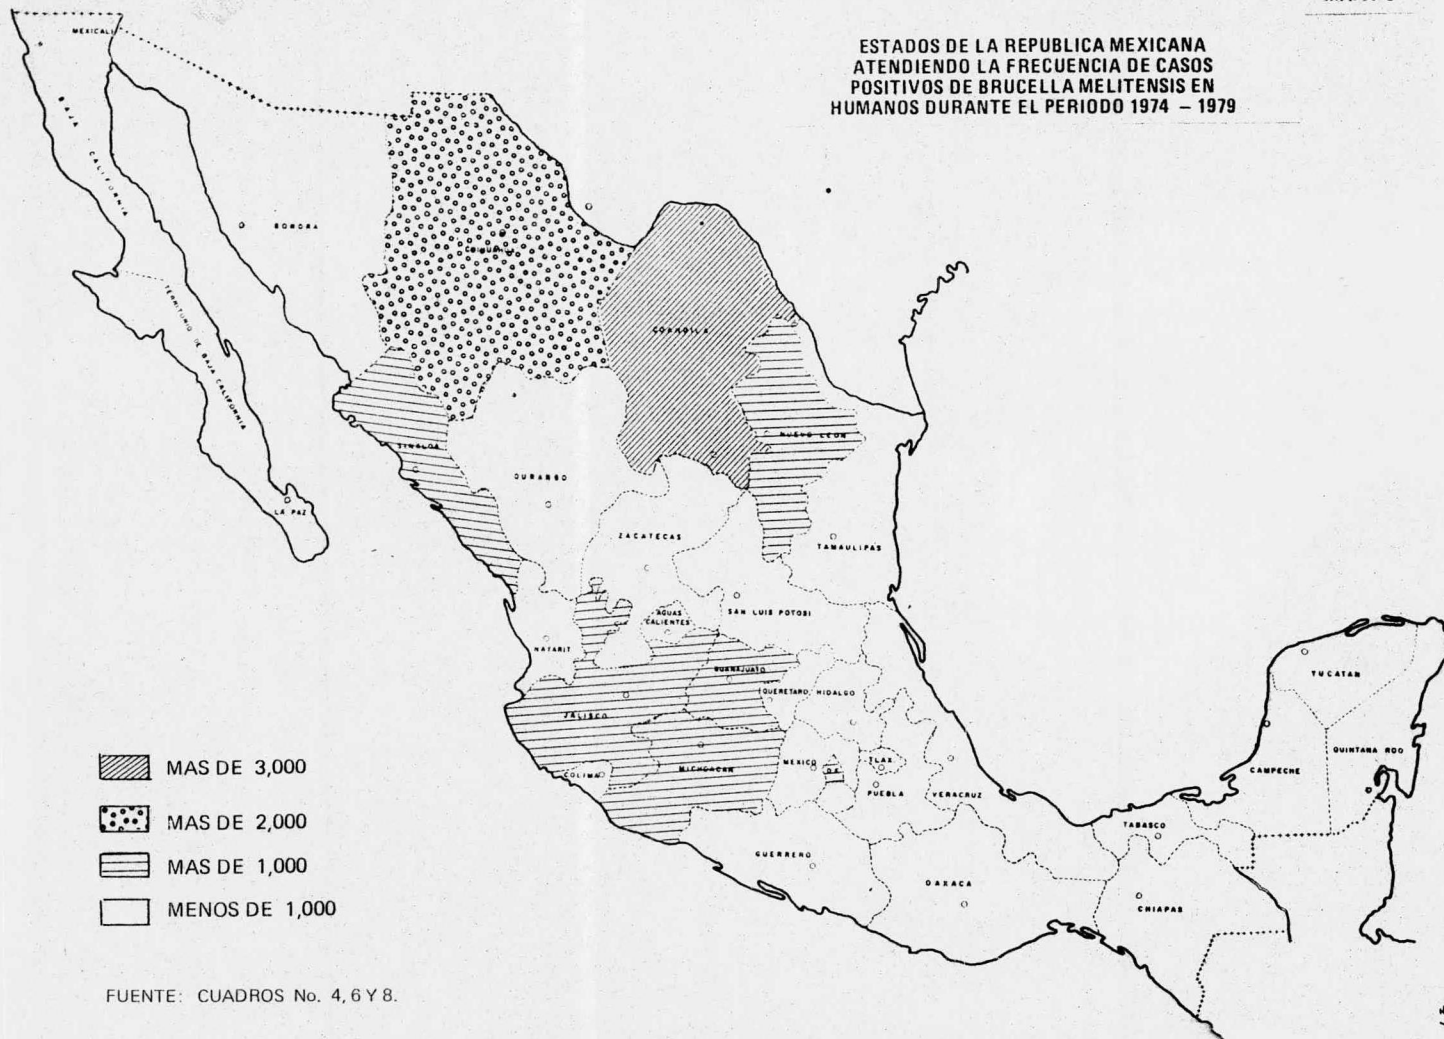 ESTADOS DE LA REPUBLICA MEXICANA
ATENDIENDO LA FRECUENCIA DE CASOS
POSITIVOS DE BRUCELLA MELITENSIS EN
HUMANOS DURANTE EL PERIODO 1974 – 1979
MEXICALI
BAJA CALIFORNIA
SONORA
CHIHUAHUA
TERRITORIO DE BAJA CALIFORNIA
COAHUILA
NUEVO LEON
SINALOA
DURANGO
LA PAZ
ZACATECAS
TAMAULIPAS
AGUAS
CALIENTES
SAN LUIS POTOSI
NAYARIT
GUANAJUATO
YUCATAN
QUERETARO
HIDALGO
JALISCO
QUINTANA ROO
COLIMA
MICHOACAN
MEXICO
D.F.
TLAX.
CAMPECHE
PUEBLA
VERACRUZ
TABASCO
GUERRERO
OAXACA
CHIAPAS
MAS DE 3,000
MAS DE 2,000
MAS DE 1,000
MENOS DE 1,000
FUENTE: CUADROS No. 4, 6 Y 8.